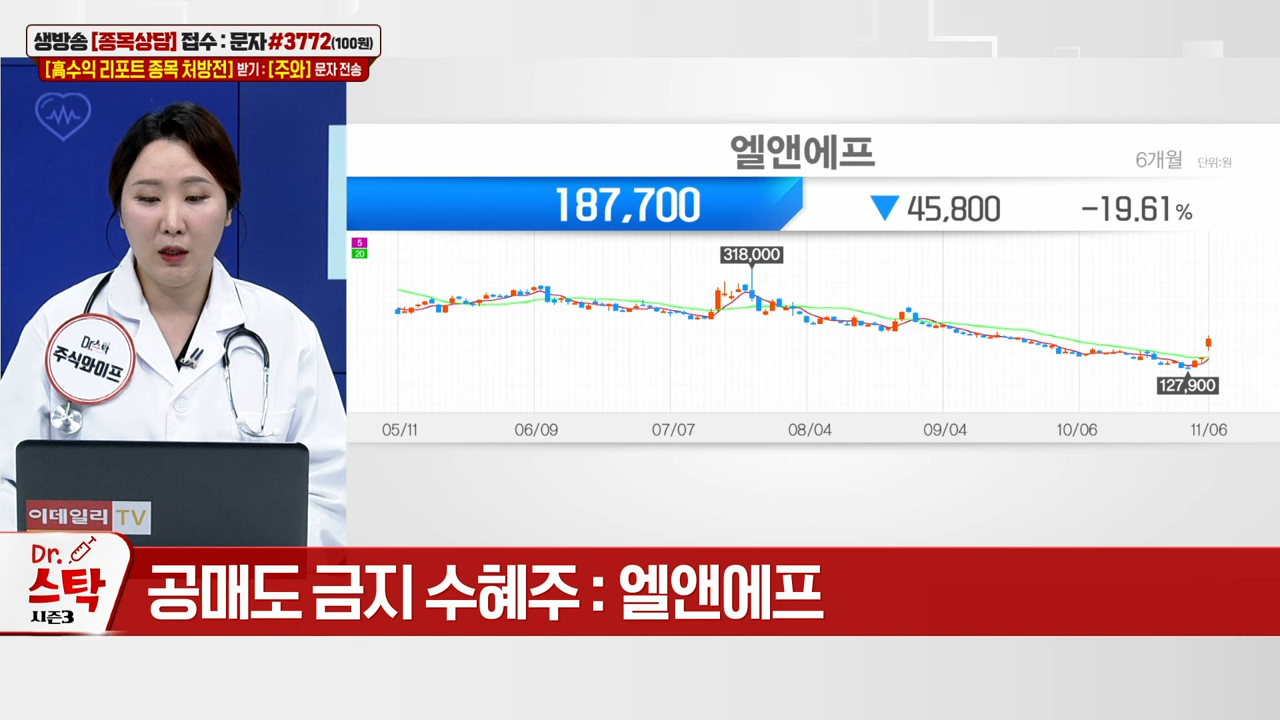 생방송 [종목상담] 접수 : 문자#3772(100원)
[高수익 리포트 종목 처방전] 받기 : [주와] 문자 전송
엘앤에프
6개월 단위:원
187,700 ▼ 45,800 -19.61%
5
20
318,000
127,900
05/11 06/09 07/07 08/04 09/04 10/06 11/06
Dr.스탁
주식와이프
이데일리 TV
Dr.
스탁
시즌3
공매도 금지 수혜주 : 엘앤에프